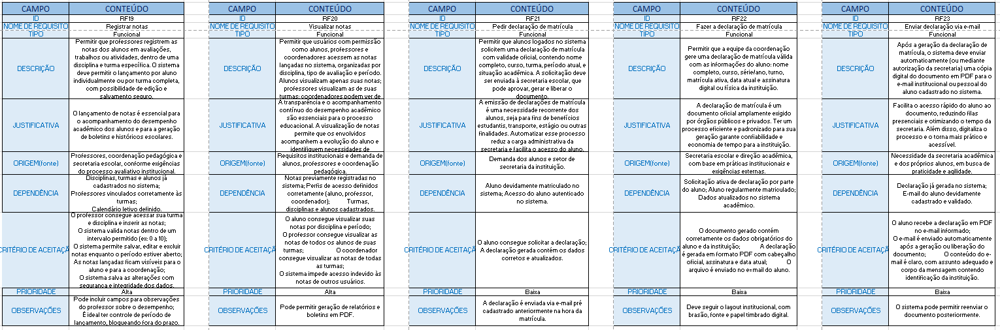 CAMPO CONTEÚDO
ID RF19
NOME DE REQUISITO Registrar notas
TIPO Funcional
DESCRIÇÃO
Permitir que professores registrem as
notas dos alunos em avaliações,
trabalhos ou atividades, dentro de uma
disciplina e turma específica. O sistema
deve permitir o lançamento por aluno
individualmente ou por turma completa,
com possibilidade de edição e
salvamento seguro.
JUSTIFICATIVA
O lançamento de notas é essencial para
o acompanhamento do desempenho
acadêmico dos alunos e para a geração
de boletins e históricos escolares.
ORIGEM(fonte)
Professores, coordenação pedagógica e
secretaria escolar, conforme exigências
do processo avaliativo institucional.
DEPENDÊNCIA
Disciplinas, turmas e alunos já
cadastrados no sistema;
Professores vinculados corretamente às
turmas;
Calendário letivo definido.
CRITÉRIO DE ACEITAÇÃ
O professor consegue acessar sua turma
e disciplina e inserir as notas;
O sistema valida notas dentro de um
intervalo permitido (ex: 0 a 10);
O sistema permite salvar, editar e excluir
notas enquanto o período estiver aberto;
As notas lançadas ficam visíveis para o
aluno e para a coordenação;
O sistema salva as alterações com
segurança e integridade dos dados.
PRIORIDADE Alta
OBSERVAÇÕES
Pode incluir campos para observações
do professor sobre o desempenho;
É ideal ter controle de período de
lançamento, bloqueando fora do prazo.
CAMPO CONTEÚDO
ID RF20
NOME DE REQUISITO Visualizar notas
TIPO Funcional
DESCRIÇÃO
Permitir que usuários com permissão
como alunos, professores e
coordenadores acessem as notas
lançadas no sistema, organizadas por
disciplina, tipo de avaliação e período.
Alunos visualizam apenas suas notas;
professores visualizam as de suas
turmas; coordenadores podem ver de
JUSTIFICATIVA
A transparência e o acompanhamento
contínuo do desempenho acadêmico
são essenciais para o processo
educacional. A visualização de notas
permite que os envolvidos
acompanhem a evolução do aluno e
identifiquem necessidades de
ORIGEM(fonte)
Requisitos institucionais e demanda de
alunos, professores e coordenação
pedagógica.
DEPENDÊNCIA
Notas previamente registradas no
sistema; Perfis de acesso definidos
corretamente (aluno, professor,
coordenador); Turmas,
disciplinas e alunos cadastrados.
CRITÉRIO DE ACEITAÇÃ
O aluno consegue visualizar suas
notas por disciplina e período;
O professor consegue visualizar as
notas de todos os alunos de suas
turmas; O coordenador
consegue visualizar as notas de todas
as turmas;
O sistema impede acesso indevido às
notas de outros usuários.
PRIORIDADE Alta
OBSERVAÇÕES
Pode permitir geração de relatórios e
boletins em PDF.
CAMPO CONTEÚDO
ID RF21
NOME DE REQUISITO Pedir declaração de matrícula
TIPO Funcional
DESCRIÇÃO
Permitir que alunos logados no sistema
solicitem uma declaração de matrícula
com validade oficial, contendo nome
completo, curso, turma, período atual, e
situação acadêmica. A solicitação deve
ser enviada à secretaria escolar, que
pode aprovar, gerar e liberar o
documento.
JUSTIFICATIVA
A emissão de declarações de matrícula
é uma necessidade recorrente dos
alunos, seja para fins de benefícios
estudantis, transporte, estágio ou outras
finalidades. Automatizar esse processo
reduz a carga administrativa da
secretaria e facilita o acesso do aluno.
ORIGEM(fonte)
Demanda dos alunos e setor de
secretaria da instituição.
DEPENDÊNCIA
Aluno devidamente matriculado no
sistema; Acesso do aluno autenticado
no sistema.
CRITÉRIO DE ACEITAÇÃ
O aluno consegue solicitar a declaração;
A declaração gerada contém os dados
corretos e atualizados.
PRIORIDADE Baixa
OBSERVAÇÕES
A declaração é enviada via e-mail pré
cadastrado anteriormente na hora da
matrícula.
CAMPO CONTEÚDO
ID RF22
NOME DE REQUISITO Fazer a declaração de matrícula
TIPO Funcional
DESCRIÇÃO
Permitir que a equipe da coordenação
gere uma declaração de matrícula válida
com as informações do aluno: nome
completo, curso, série/ano, turno,
matrícula ativa, data atual e assinatura
digital ou física da instituição.
JUSTIFICATIVA
A declaração de matrícula é um
documento oficial amplamente exigido
por órgãos públicos e privados. Ter um
processo eficiente e padronizado para sua
geração garante confiabilidade e
economia de tempo para a instituição.
ORIGEM(fonte)
Secretaria escolar e direção acadêmica,
com base em práticas institucionais e
exigências externas.
DEPENDÊNCIA
Solicitação ativa de declaração por parte
do aluno; Aluno regularmente matriculado;
Dados atualizados no sistema
acadêmico.
CRITÉRIO DE ACEITAÇÃ
O documento gerado contém
corretamente os dados obrigatórios do
aluno e da instituição; A declaração
é gerada em formato PDF com cabeçalho
oficial, assinatura e data atual; O
arquivo é enviado no e=mail do aluno.
PRIORIDADE Baixa
OBSERVAÇÕES
Deve seguir o layout institucional, com
brasão, fonte e papel timbrado digital.
CAMPO CONTEÚDO
ID RF23
NOME DE REQUISITO Enviar declaração via e-mail
TIPO Funcional
DESCRIÇÃO
Após a geração da declaração de
matrícula, o sistema deve enviar
automaticamente (ou mediante
autorização da secretaria) uma cópia
digital do documento em PDF para o
e-mail institucional ou pessoal do
aluno cadastrado no sistema.
JUSTIFICATIVA
Facilita o acesso rápido do aluno ao
documento, reduzindo filas
presenciais e otimizando o tempo da
secretaria. Além disso, digitaliza o
processo e o torna mais prático e
acessível.
ORIGEM(fonte)
Necessidade da secretaria acadêmica
e dos próprios alunos, em busca de
praticidade e agilidade.
DEPENDÊNCIA
Declaração já gerada no sistema;
E-mail do aluno devidamente
cadastrado e validado.
CRITÉRIO DE ACEITAÇÃ
O aluno recebe a declaração em PDF
no e-mail informado;
O e-mail é enviado automaticamente
após a geração ou liberação do
documento; O conteúdo do e-
mail é claro, com assunto adequado e
corpo da mensagem contendo
identificação da instituição.
PRIORIDADE Baixa
OBSERVAÇÕES
O sistema pode permitir reenviar o
documento posteriormente.